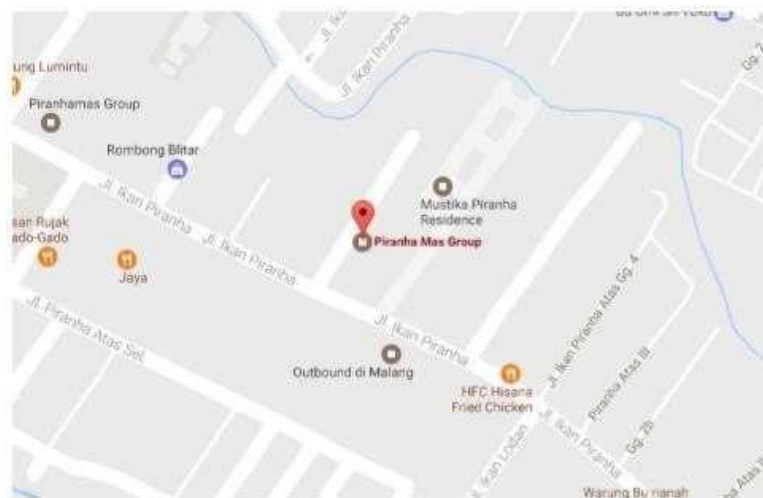 Jl. Ikan Piranha
Gg. 7
ung Lumintu
Piranhamas Group
Rombong Blitar
Jl. Ikan Piranha
Mustika Piranha
Residence
Piranha Mas Group
san Rujak
ado-Gado
Jl. Ikan Piranha
Jl. Ikan Piranha
Jaya
Jl. Piranha Atas Sel.
Jl. Ikan Piranha
Jl. Ikan Piranha Atas Gg. 4
Outbound di Malang
Piranha Atas III
HFC Hisana
Fried Chicken
Jl. Ikan Piranha
Gg. 2b
Jl. Ikan Lodan
Warung Bu